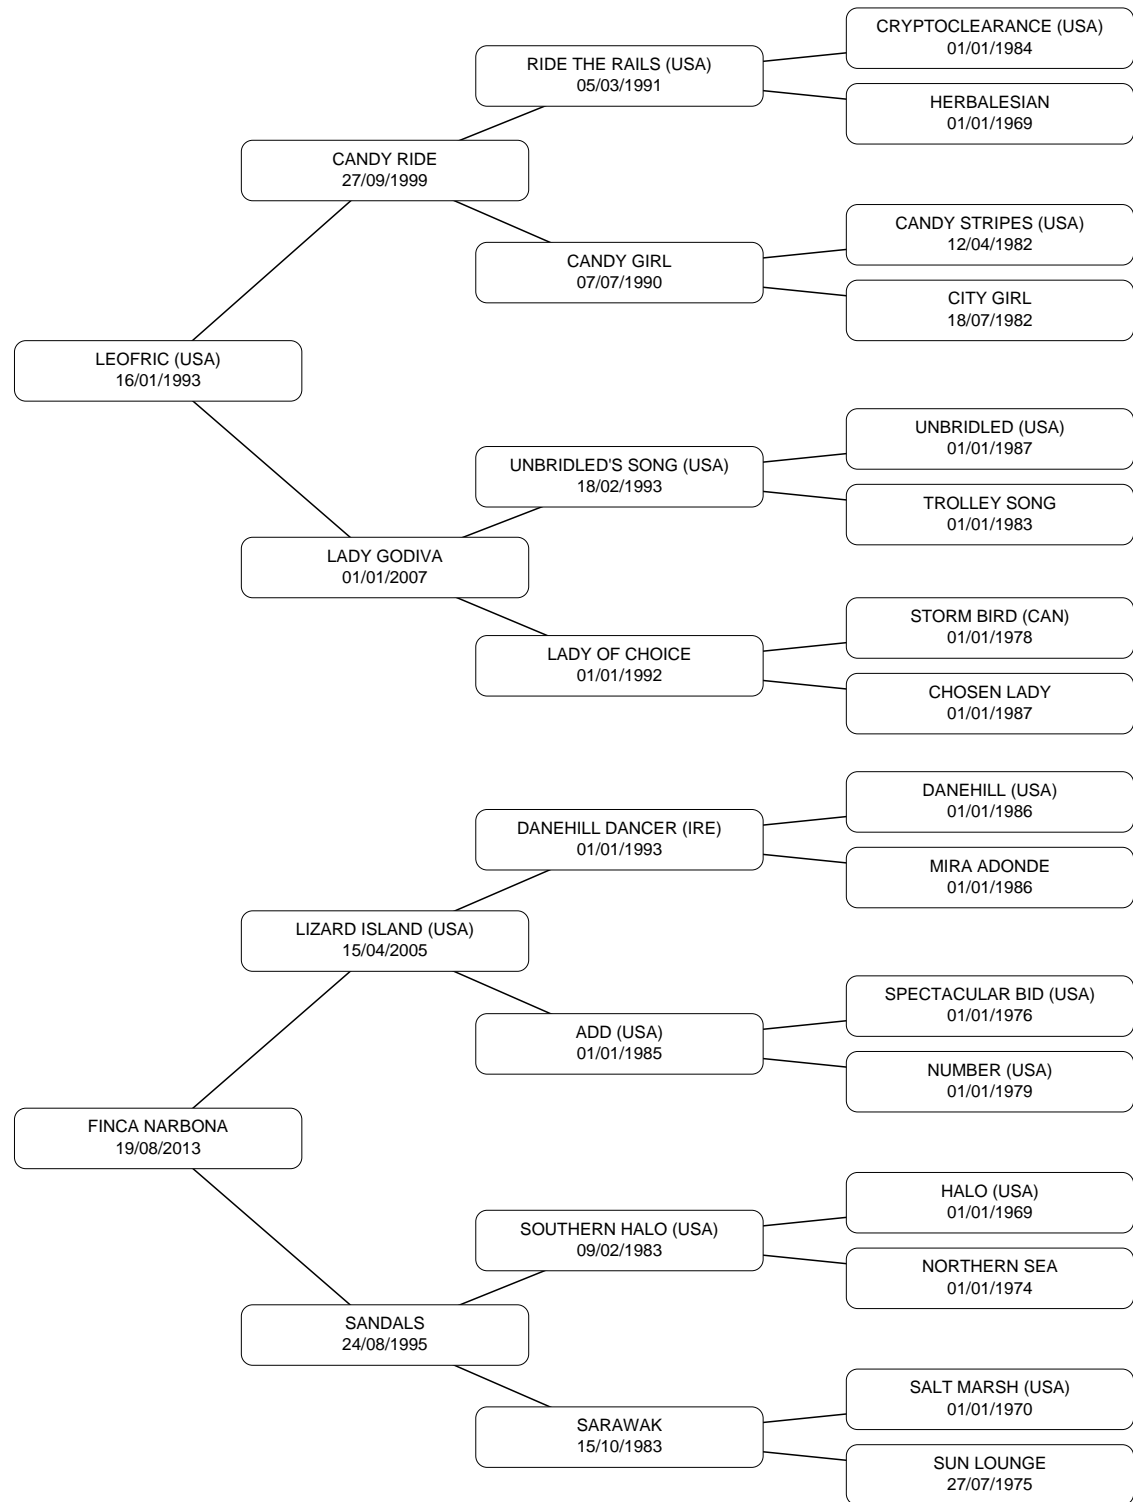 CRYPTOCLEARANCE (USA)
01/01/1984
RIDE THE RAILS (USA)
05/03/1991
HERBALESIAN
01/01/1969
CANDY RIDE
27/09/1999
CANDY STRIPES (USA)
12/04/1982
CANDY GIRL
07/07/1990
CITY GIRL
18/07/1982
LEOFRIC (USA)
16/01/1993
UNBRIDLED (USA)
01/01/1987
UNBRIDLED'S SONG (USA)
18/02/1993
TROLLEY SONG
01/01/1983
LADY GODIVA
01/01/2007
STORM BIRD (CAN)
01/01/1978
LADY OF CHOICE
01/01/1992
CHOSEN LADY
01/01/1987
DANEHILL (USA)
01/01/1986
DANEHILL DANCER (IRE)
01/01/1993
MIRA ADONDE
01/01/1986
LIZARD ISLAND (USA)
15/04/2005
SPECTACULAR BID (USA)
01/01/1976
ADD (USA)
01/01/1985
NUMBER (USA)
01/01/1979
FINCA NARBONA
19/08/2013
HALO (USA)
01/01/1969
SOUTHERN HALO (USA)
09/02/1983
NORTHERN SEA
01/01/1974
SANDALS
24/08/1995
SALT MARSH (USA)
01/01/1970
SARAWAK
15/10/1983
SUN LOUNGE
27/07/1975